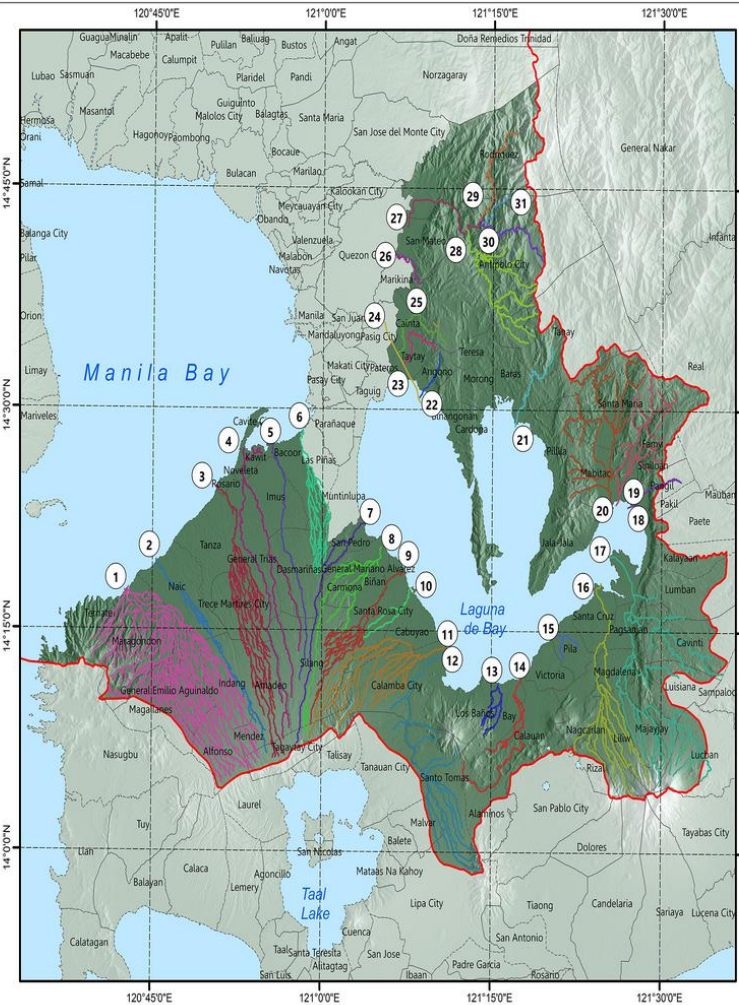 120°45'0"E
121°0'0"E
121°15'0"E
121°30'0"E
Guagua
Minalin
Apalit
Baliuag
Angat
Doña Remedios Trinidad
Macabebe
Pulilan
Bustos
Calumpit
Lubao
Sasmuan
Plaridel
Pandi
Norzagaray
Masantol
Guiguinto
Malolos City
Balagtas
Santa Maria
Hermosa
Orani
Hagonoy
Paombong
San Jose del Monte City
Bocaue
General Nakar
Rodriguez
Bulacan
Marilao
14°45'0"N
Samal
Kalookan City
29
31
Meycauayan City
27
Obando
Balanga City
Valenzuela
San Mateo
30
Infanta
28
Pilar
Malabon
Quezon C
26
Antipolo City
Navotas
Marikina
25
Orion
Manila
San Juan
24
Cainta
Mandaluyong
Pasig City
Tanay
Taytay
Teresa
Manila Bay
Makati City
Pateros
Real
Limay
Angono
Morong
Baras
Pasay City
23
Taguig
22
Santa Maria
14°30'0"N
Binangonan
Mariveles
6
Cavite
Parañaque
Cardona
5
4
Bacoor
21
Famy
Kawit
Las Piñas
Pililla
Siniloan
Noveleta
Mabitac
3
Rosario
Imus
19
Pangil
Muntinlupa
7
20
18
Pakil
Mauban
Tanza
8
Paete
2
San Pedro
Jala-Jala
17
General Trias
9
Kalayaan
Dasmariñas
General Mariano Alvarez
1
Naic
Biñan
10
16
Carmona
Lumban
Trece Martires City
Laguna
de Bay
Ternate
Santa Rosa City
Santa Cruz
14°15'0"N
Pagsanjan
11
15
Maragondon
Cabuyao
Cavinti
Pila
Silang
12
13
14
Magdalena
Victoria
General Emilio Aguinaldo
Indang
Amadeo
Calamba City
Luisiana
Sampaloc
Magallanes
Los Baños
Bay
Nagcarlan
Majayjay
Mendez
Calauan
Liliw
Alfonso
Tagaytay City
Lucban
Nasugbu
Talisay
Tanauan City
Rizal
Santo Tomas
Laurel
San Pablo City
Alaminos
Tuy
Malvar
Tayabas City
14°0'0"N
Lian
San Nicolas
Balete
Dolores
Calaca
Agoncillo
Mataas Na Kahoy
Balayan
Lemery
Taal
Lake
Lipa City
Tiaong
Candelaria
Sariaya
Lucena City
Cuenca
Calatagan
San Antonio
Taal
Santa Teresita
San Jose
Alitagtag
Padre Garcia
San Luis
Ibaan
Rosario
120°45'0"E
121°0'0"E
121°15'0"E
121°30'0"E